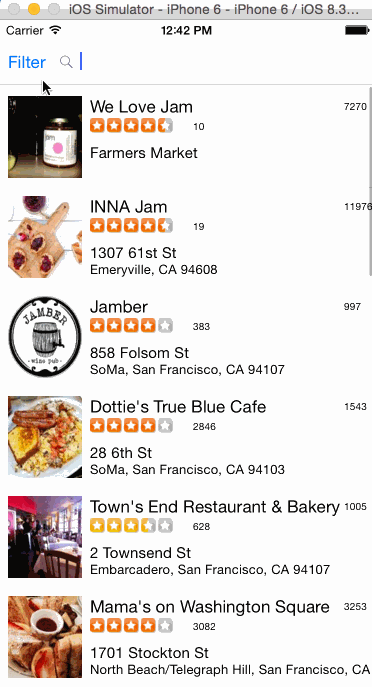 iOS Simulator - iPhone 6 - iPhone 6 / iOS 8.3...
Carrier 12:42 PM
Filter
We Love Jam 7270
10
Farmers Market
INNA Jam 11976
19
1307 61st St
Emeryville, CA 94608
JAMBER
wine pub
Jamber 997
383
858 Folsom St
SoMa, San Francisco, CA 94107
Dottie's True Blue Cafe 1543
2846
28 6th St
SoMa, San Francisco, CA 94103
Town's End Restaurant & Bakery 1005
628
2 Townsend St
Embarcadero, San Francisco, CA 94107
Mama's on Washington Square 3253
3082
1701 Stockton St
North Beach/Telegraph Hill, San Francisco, CA